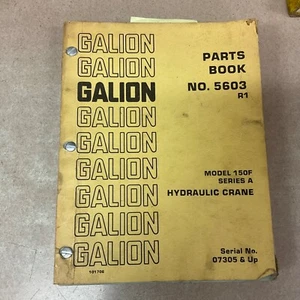 GALION
GALION
GALION
GALION
GALION
GALION
GALION
GALION
GALION
PARTS
BOOK
NO. 5603
R1
MODEL 150F
SERIES A
HYDRAULIC CRANE
Serial No.
07305 & Up
101706